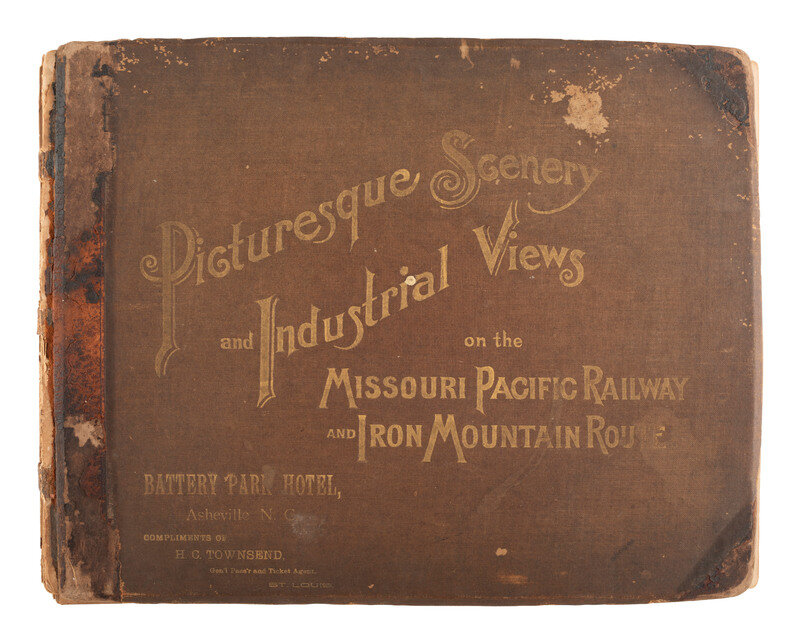 Picturesque Scenery
and Industrial Views
on the
Missouri Pacific Railway
and Iron Mountain Route
Battery Park Hotel,
Asheville N. C.
Compliments of
H. C. Townsend,
Gen'l Pass'r and Ticket Agent,
St. Louis.